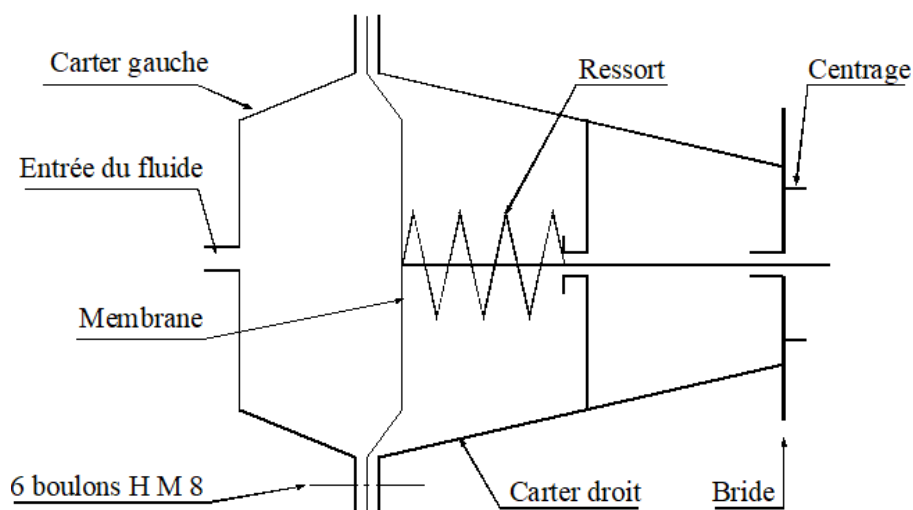 Carter gauche
Ressort
Centrage
Entrée du fluide
Membrane
6 boulons H M 8
Carter droit
Bride